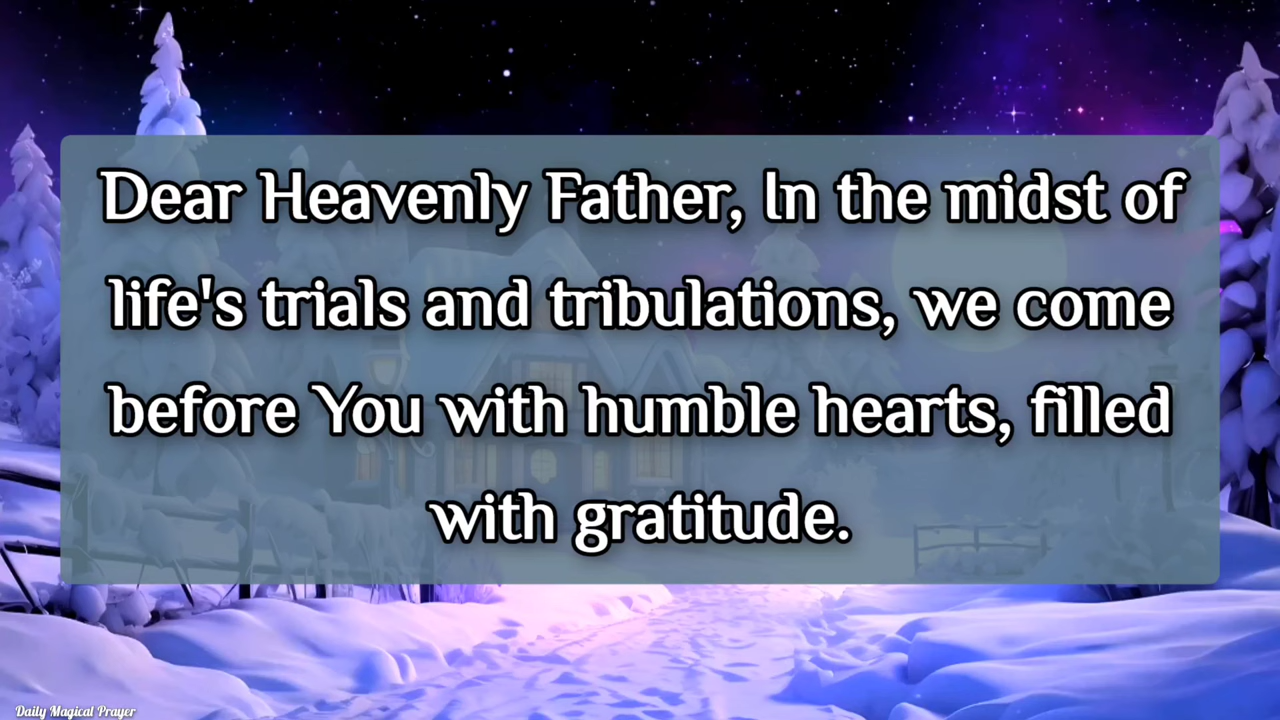 Dear Heavenly Father, In the midst of
life's trials and tribulations, we come
before You with humble hearts, filled
with gratitude.
Daily Magical Prayer